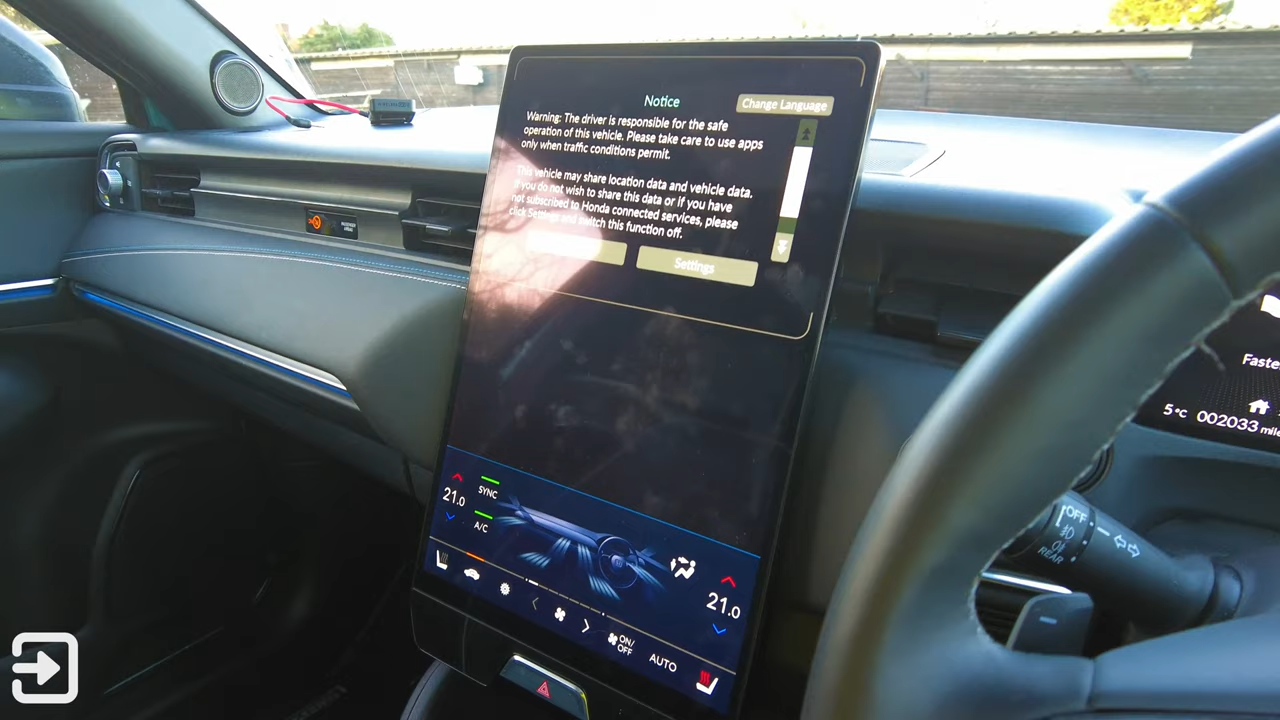 Notice
Change Language
Warning: The driver is responsible for the safe
operation of this vehicle. Please take care to use apps
only when traffic conditions permit.
This vehicle may share location data and vehicle data.
If you do not wish to share this data or if you have
not subscribed to Honda connected services, please
click Settings and switch this function off.
Settings
21.0
SYNC
A/C
21.0
ON/
OFF
AUTO
5°C 002033
OFF
REAR